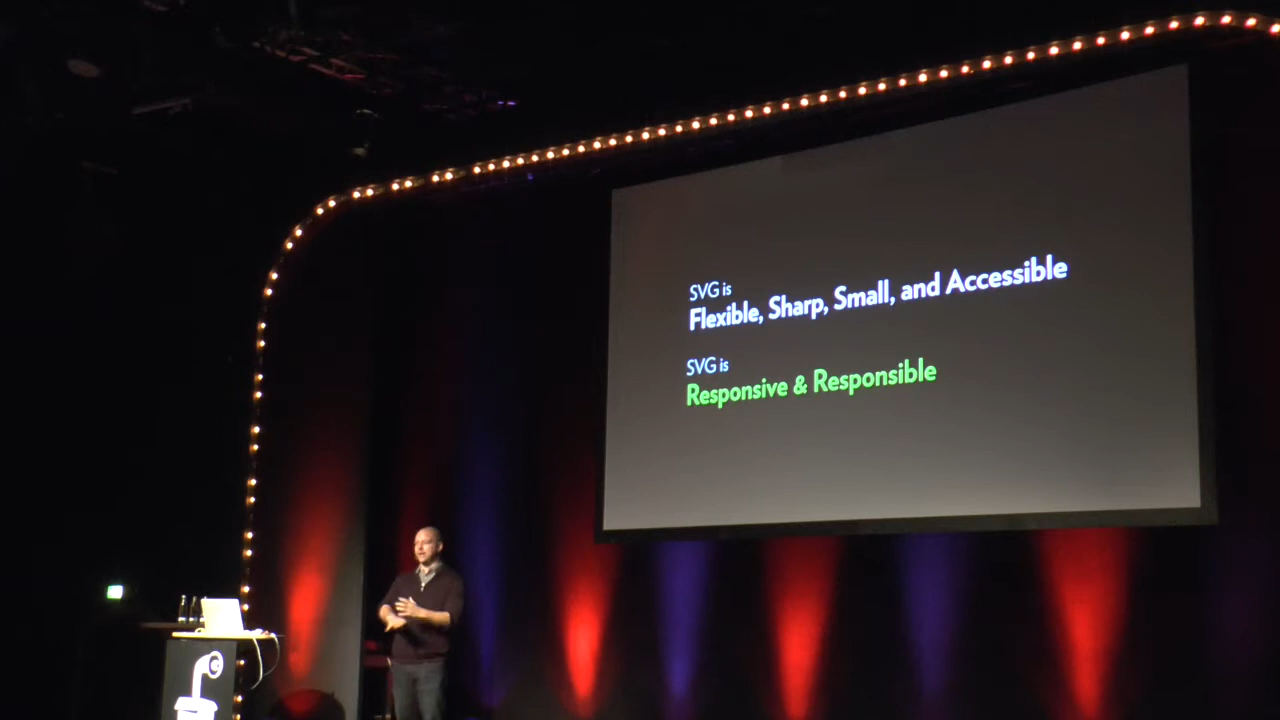 SVG is
Flexible, Sharp, Small, and Accessible
SVG is
Responsive & Responsible